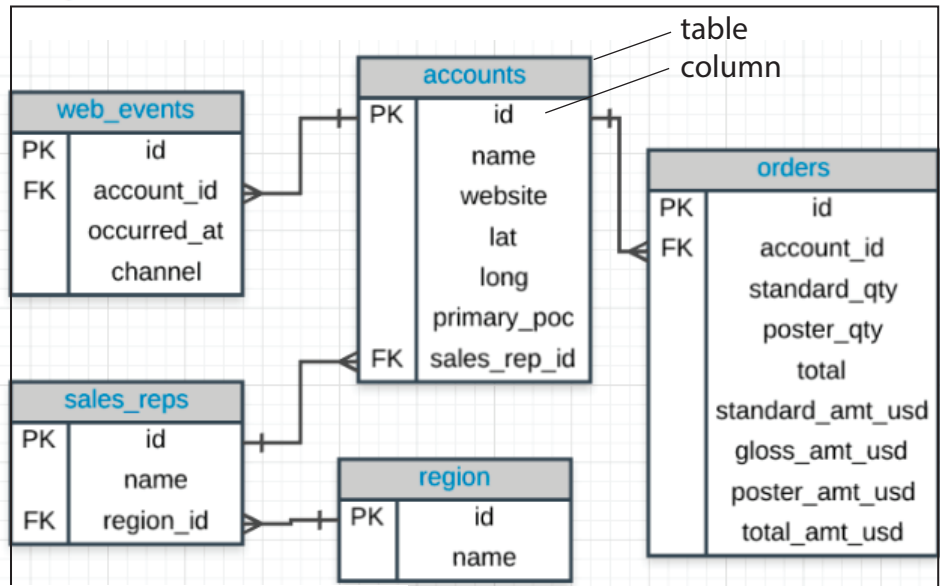 table
column
accounts
PK id
name
website
lat
long
primary_poc
FK sales_rep_id
web_events
PK id
FK account_id
occurred_at
channel
orders
PK id
FK account_id
standard_qty
poster_qty
total
standard_amt_usd
gloss_amt_usd
poster_amt_usd
total_amt_usd
sales_reps
PK id
name
FK region_id
region
PK id
name